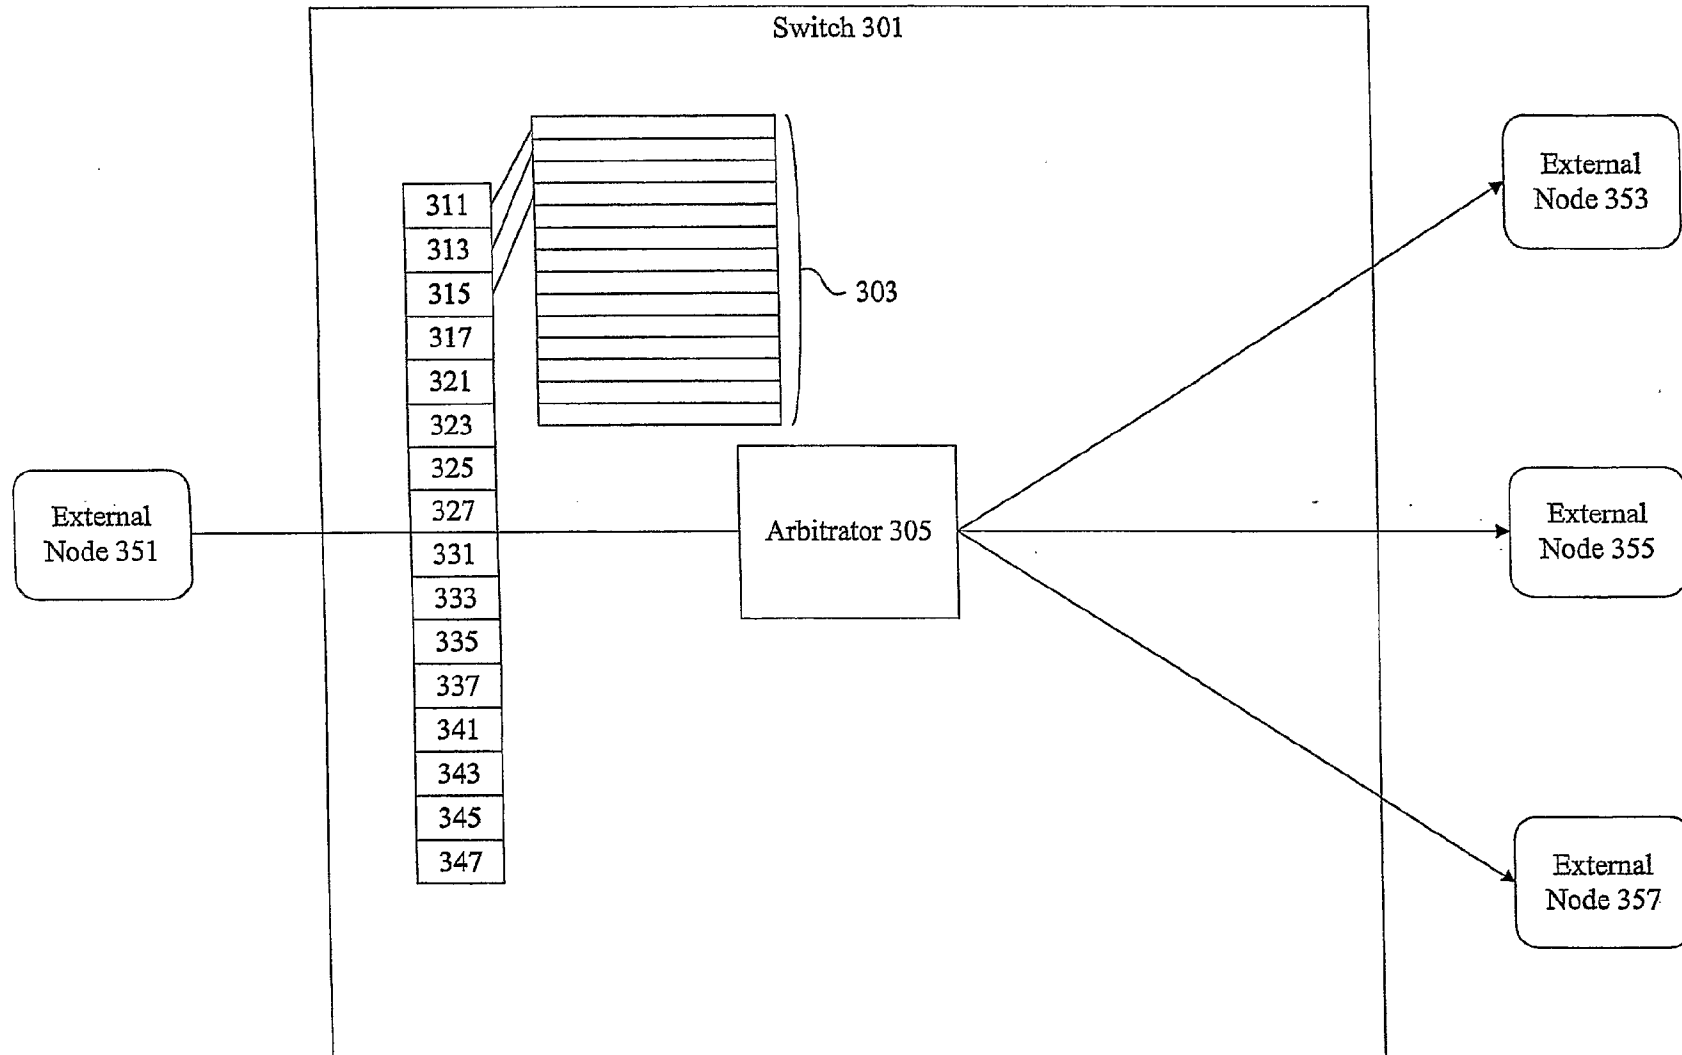 Switch 301
311
313
315
317
321
323
325
327
331
333
335
337
341
343
345
347
303
External
Node 351
Arbitrator 305
External
Node 353
External
Node 355
External
Node 357